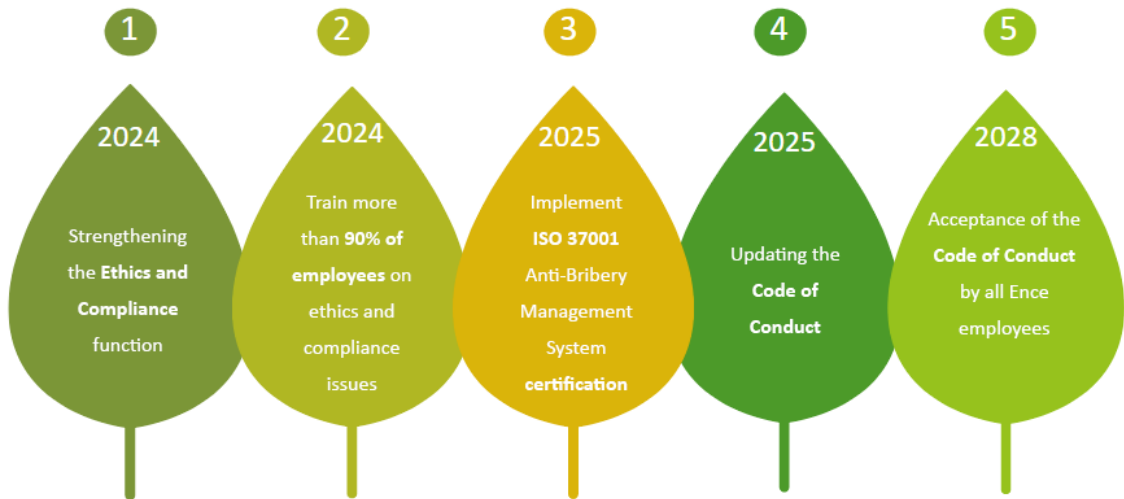 1
2024
Strengthening
the Ethics and
Compliance
function
2
2024
Train more
than 90% of
employees on
ethics and
compliance
issues
3
2025
Implement
ISO 37001
Anti-Bribery
Management
System
certification
4
2025
Updating the
Code of
Conduct
5
2028
Acceptance of the
Code of Conduct
by all Ence
employees